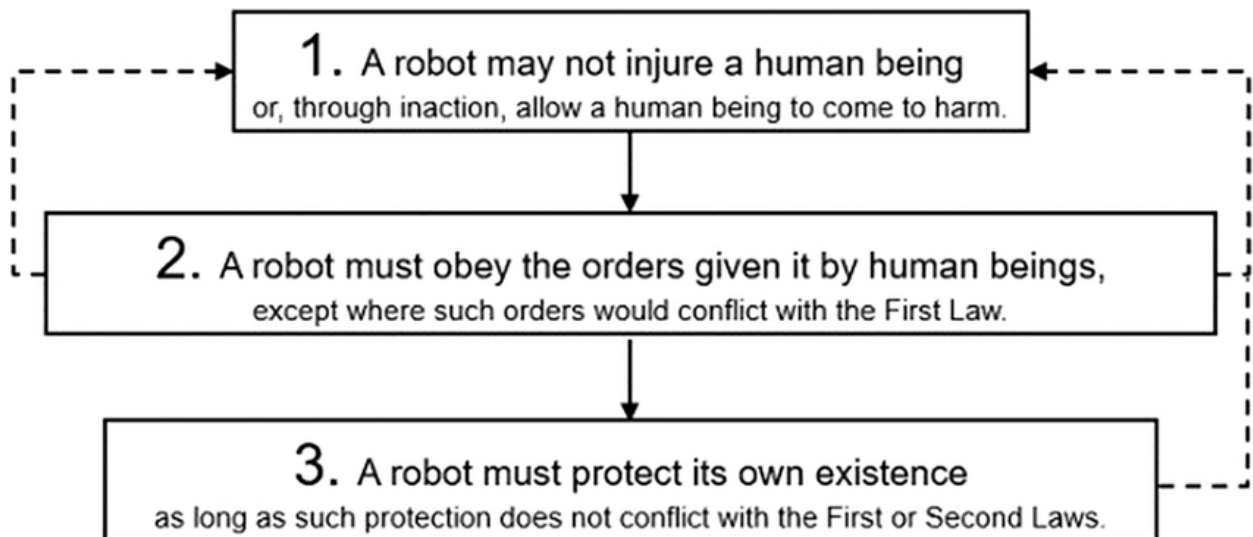 1. A robot may not injure a human being
or, through inaction, allow a human being to come to harm.
2. A robot must obey the orders given it by human beings,
except where such orders would conflict with the First Law.
3. A robot must protect its own existence
as long as such protection does not conflict with the First or Second Laws.